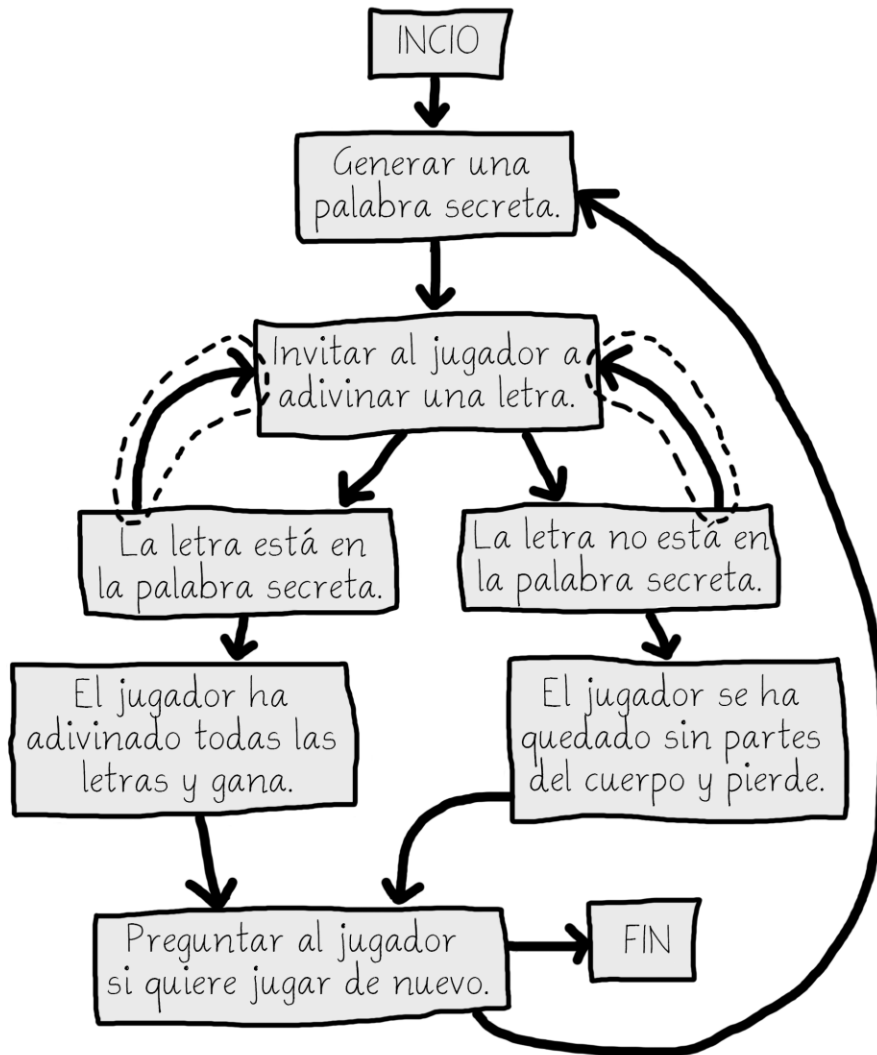 INCIO
Generar una
palabra secreta.
Invitar al jugador a
adivinar una letra.
La letra está en
la palabra secreta.
La letra no está en
la palabra secreta.
El jugador ha
adivinado todas las
letras y gana.
El jugador se ha
quedado sin partes
del cuerpo y pierde.
Preguntar al jugador
si quiere jugar de nuevo.
FIN